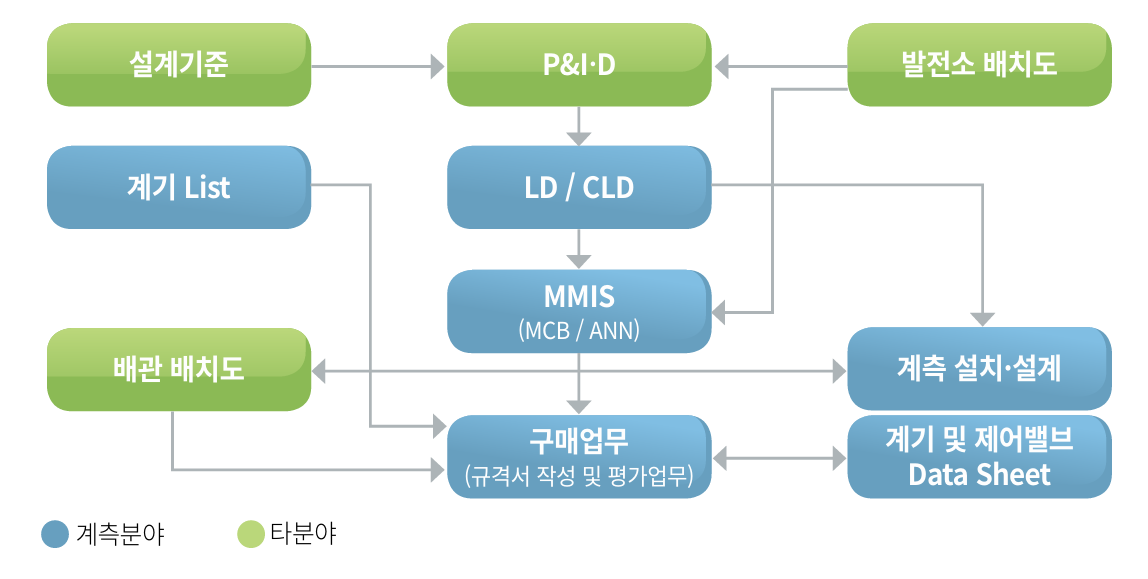 설계기준
P&I·D
발전소 배치도
계기 List
LD / CLD
MMIS
(MCB / ANN)
배관 배치도
계측 설치·설계
구매업무
(규격서 작성 및 평가업무)
계기 및 제어밸브
Data Sheet
계측분야
타분야